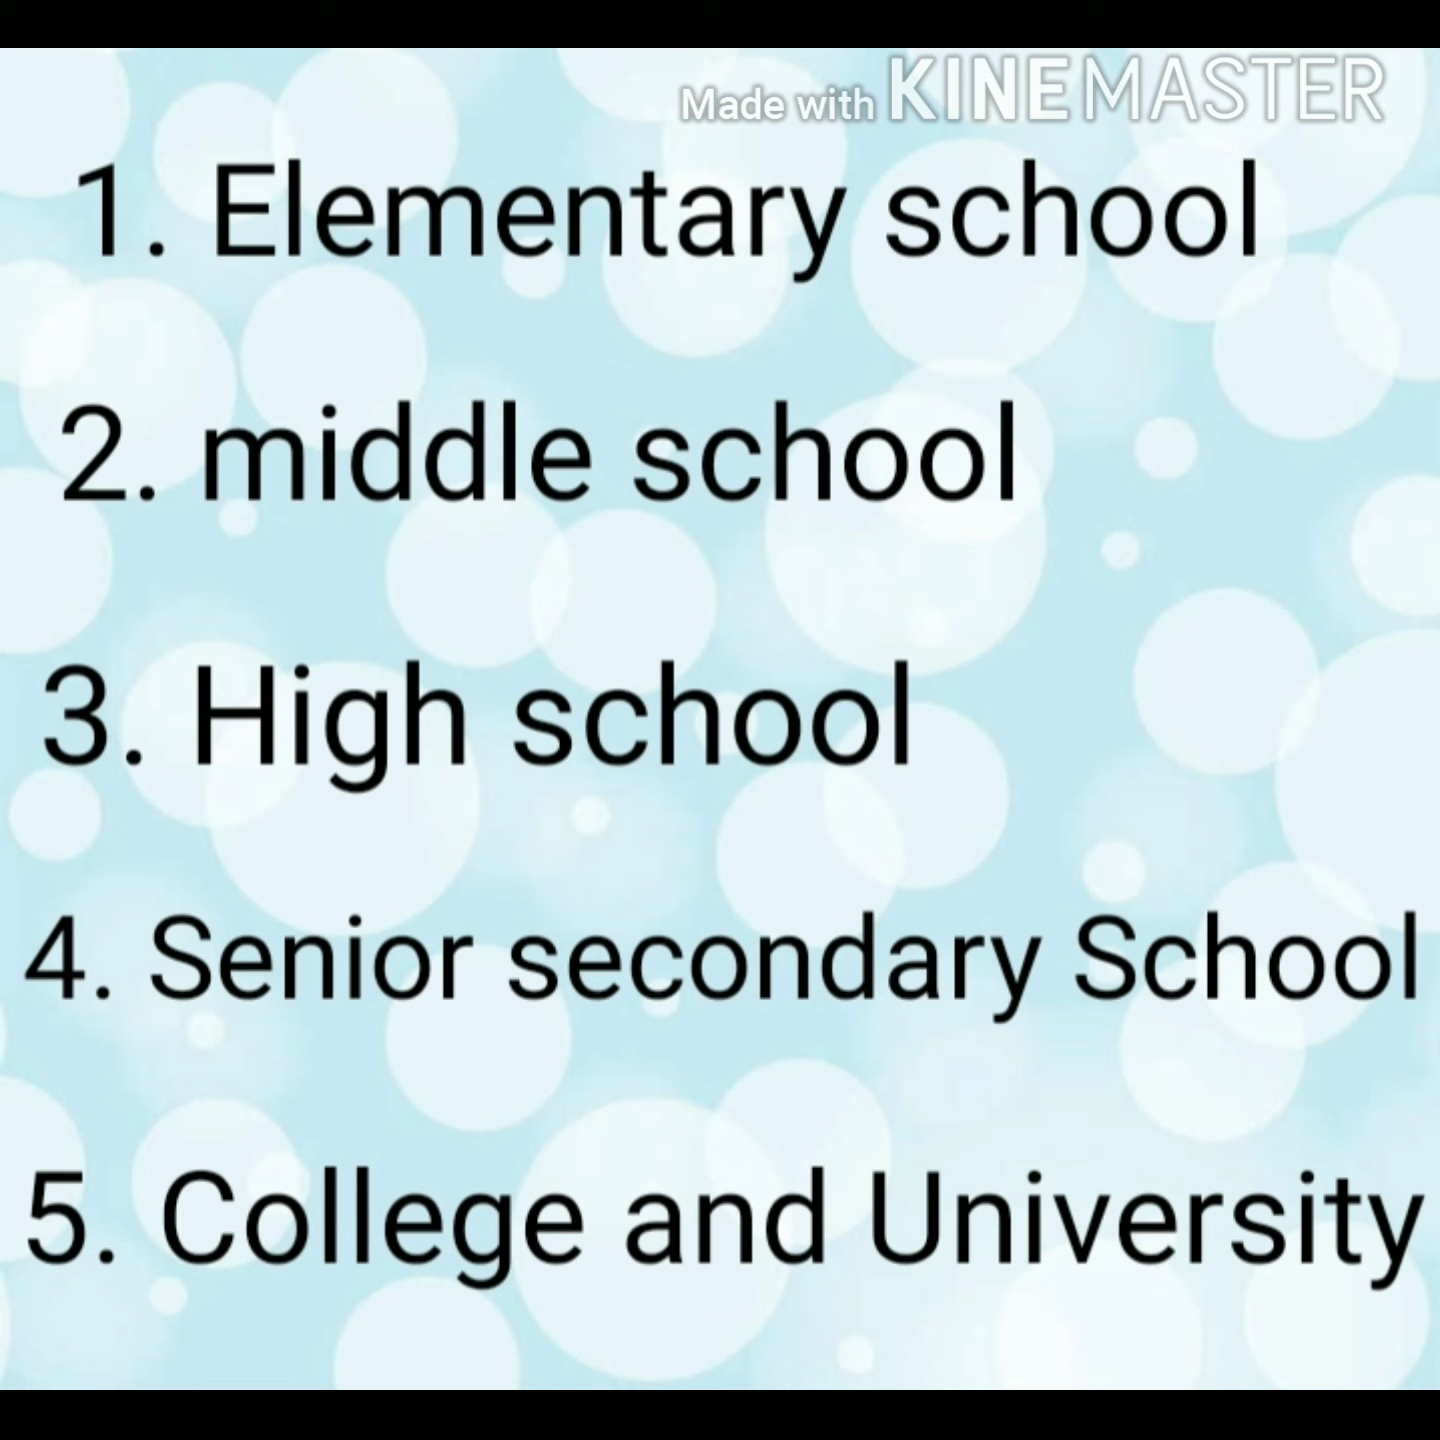 Made with KINEMASTER
1. Elementary school
2. middle school
3. High school
4. Senior secondary School
5. College and University